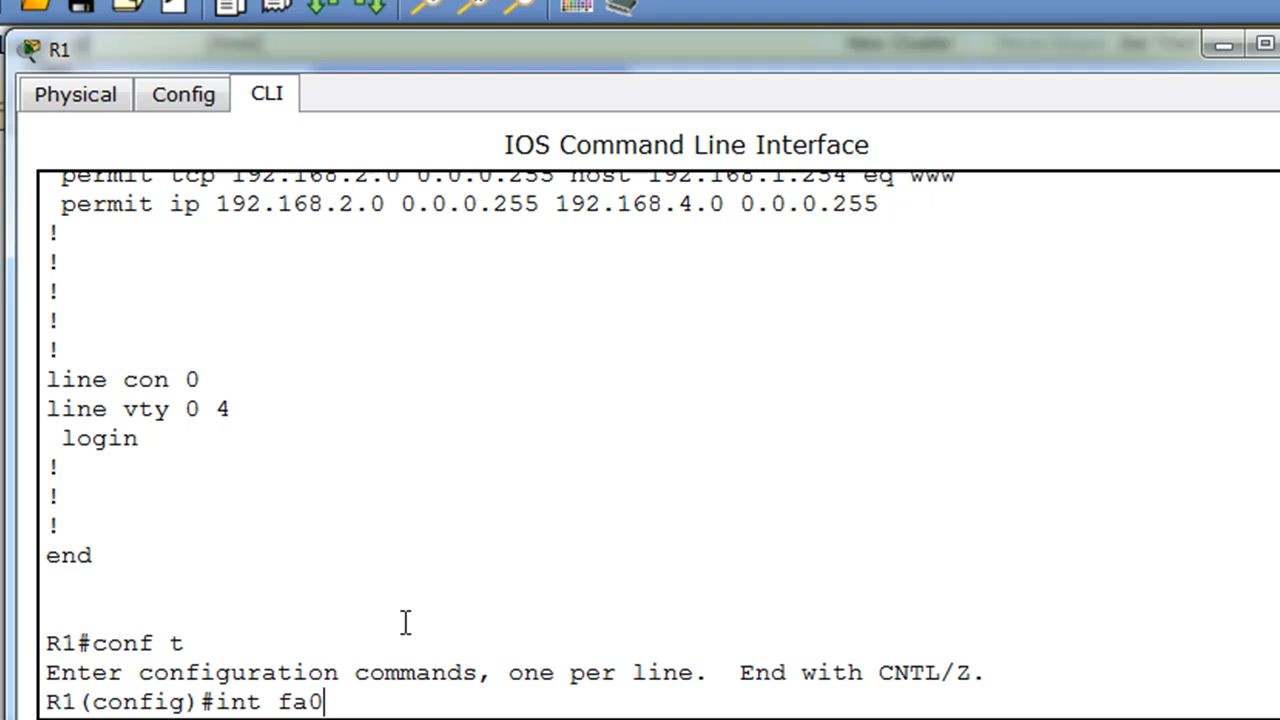 R1
Physical Config CLI
IOS Command Line Interface
permit tcp 192.168.2.0 0.0.0.255 host 192.168.1.254 eq www
permit ip 192.168.2.0 0.0.0.255 192.168.4.0 0.0.0.255
!
!
!
!
!
line con 0
line vty 0 4
login
!
!
!
end
R1#conf t
Enter configuration commands, one per line. End with CNTL/Z.
R1(config)#int fa0